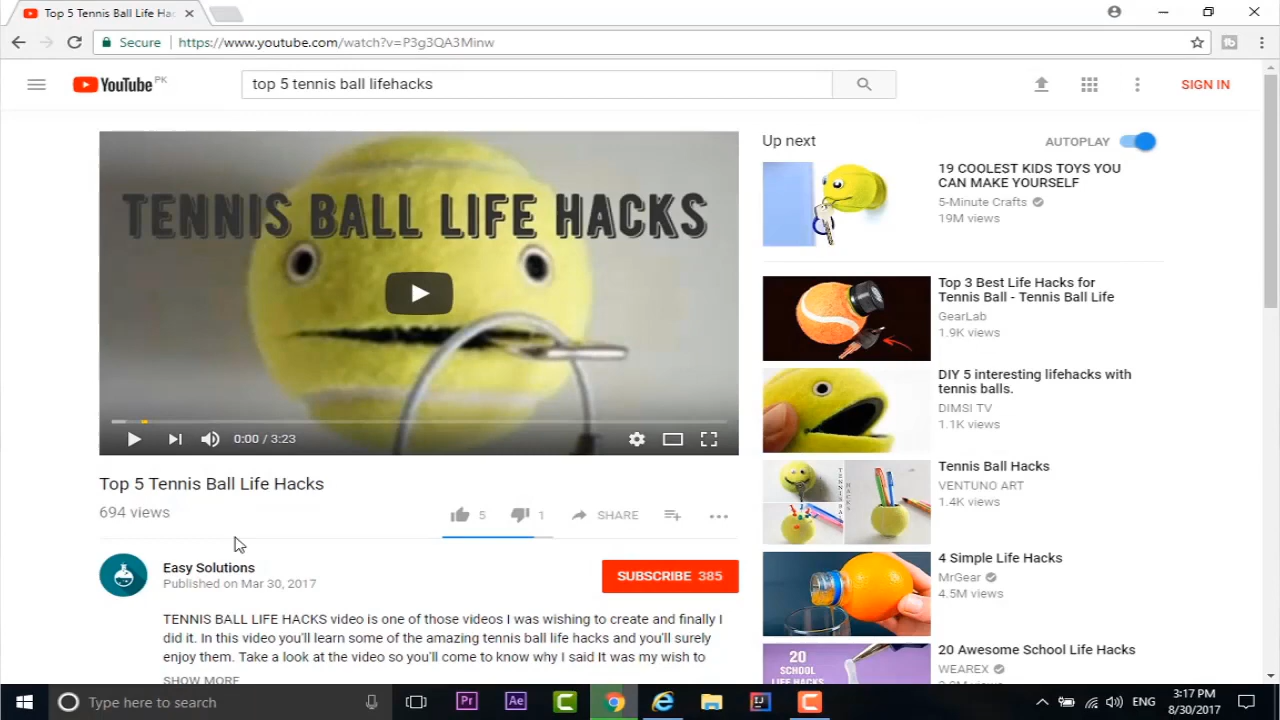 Top 5 Tennis Ball Life Ha
Secure https://www.youtube.com/watch?v=P3g3QA3Minw
YouTube PK
top 5 tennis ball lifehacks
SIGN IN
TENNIS BALL LIFE HACKS
0:00 / 3:23
Top 5 Tennis Ball Life Hacks
694 views
5 1 SHARE
Easy Solutions
Published on Mar 30, 2017
SUBSCRIBE 385
TENNIS BALL LIFE HACKS video is one of those videos I was wishing to create and finally I
did it. In this video you'll learn some of the amazing tennis ball life hacks and you'll surely
enjoy them. Take a look at the video so you'll come to know why I said It was my wish to
SHOW MORE
Up next
AUTOPLAY
19 COOLEST KIDS TOYS YOU
CAN MAKE YOURSELF
5-Minute Crafts
19M views
Top 3 Best Life Hacks for
Tennis Ball - Tennis Ball Life
GearLab
1.9K views
DIY 5 interesting lifehacks with
tennis balls.
DIMSI TV
1.1K views
Tennis Ball Hacks
VENTUNO ART
1.4K views
4 Simple Life Hacks
MrGear
4.5M views
20
SCHOOL
LIFE HACKS
20 Awesome School Life Hacks
WEAREX
Type here to search
Pr
Ae
ENG
3:17 PM
8/30/2017